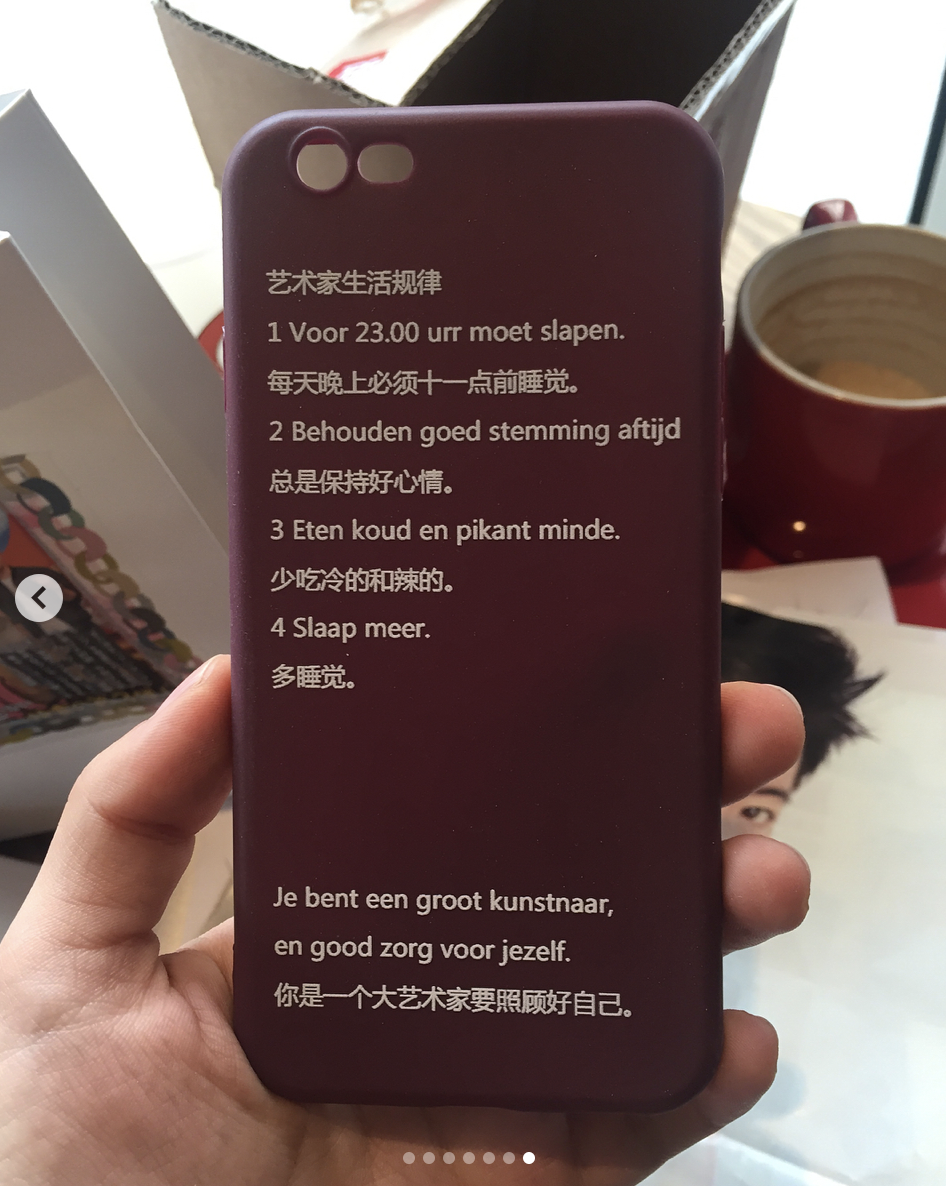 艺术家生活规律
1 Voor 23.00 urr moet slapen.
每天晚上必须十一点前睡觉。
2 Behouden goed stemming aftijd
总是保持好心情。
3 Eten koud en pikant minde.
少吃冷的和辣的。
4 Slaap meer.
多睡觉。
Je bent een groot kunstnaar,
en good zorg voor jezelf.
你是一个大艺术家要照顾好自己。